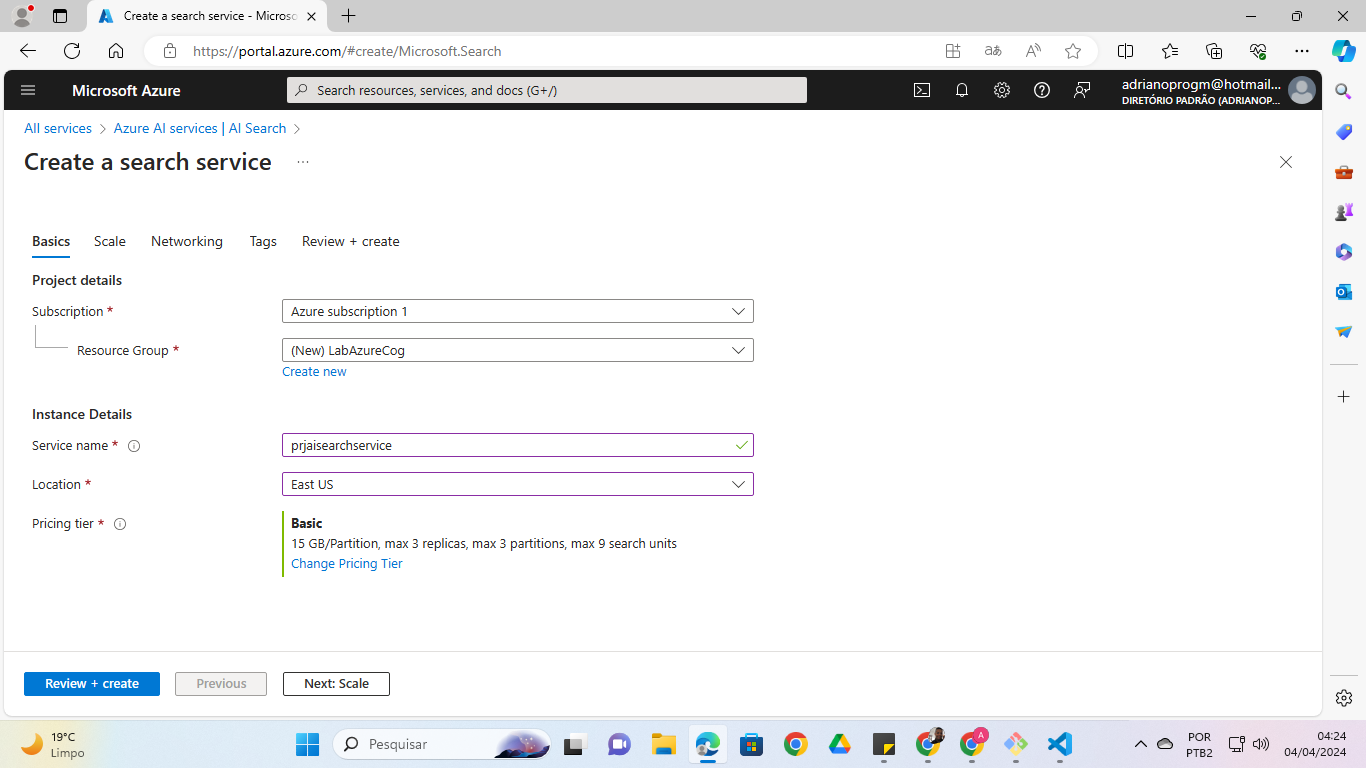 Create a search service - Microso
https://portal.azure.com/#create/Microsoft.Search
Microsoft Azure
Search resources, services, and docs (G+/)
adrianoprogm@hotmail...
DIRETÓRIO PADRÃO (ADRIANOP...
All services > Azure AI services | AI Search >
Create a search service ...
Basics Scale Networking Tags Review + create
Project details
Subscription *
Azure subscription 1
Resource Group *
(New) LabAzureCog
Create new
Instance Details
Service name *
prjaisearchservice
Location *
East US
Pricing tier *
Basic
15 GB/Partition, max 3 replicas, max 3 partitions, max 9 search units
Change Pricing Tier
Review + create
Previous
Next: Scale
19°C
Limpo
Pesquisar
A
POR
PTB2
04:24
04/04/2024